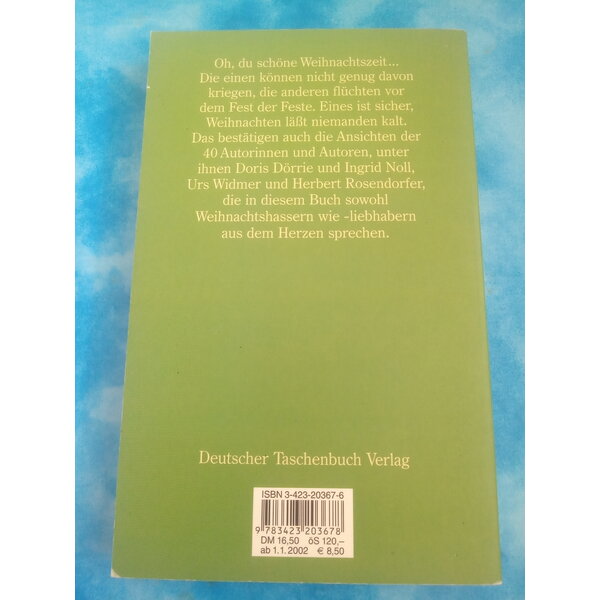 Oh, du schöne Weihnachtszeit...
Die einen können nicht genug davon
kriegen, die anderen flüchten vor
dem Fest der Feste. Eines ist sicher,
Weihnachten läßt niemanden kalt.
Das bestätigen auch die Ansichten der
40 Autorinnen und Autoren, unter
ihnen Doris Dörrie und Ingrid Noll,
Urs Widmer und Herbert Rosendorfer,
die in diesem Buch sowohl
Weihnachtshassern wie -liebhabern
aus dem Herzen sprechen.
Deutscher Taschenbuch Verlag
ISBN 3-423-20367-6
9 783423 203678
DM 16,50 öS 120,–
ab 1.1. 2002 € 8,50